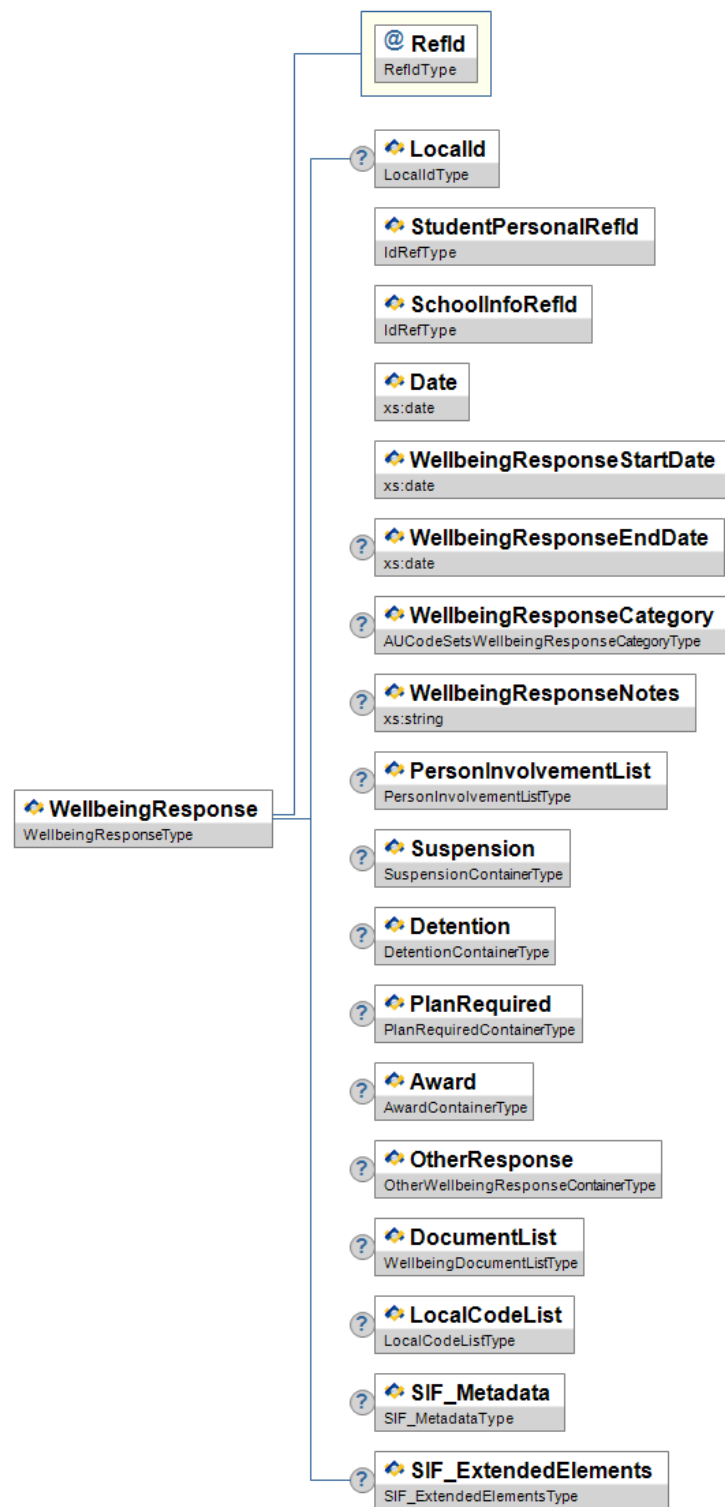 @ RefId
RefIdType
? LocalId
LocalIdType
StudentPersonalRefId
IdRefType
SchoolInfoRefId
IdRefType
Date
xs:date
WellbeingResponseStartDate
xs:date
? WellbeingResponseEndDate
xs:date
? WellbeingResponseCategory
AUCodeSetsWellbeingResponseCategoryType
? WellbeingResponseNotes
xs:string
? PersonInvolvementList
PersonInvolvementListType
WellbeingResponse
WellbeingResponseType
? Suspension
SuspensionContainerType
? Detention
DetentionContainerType
? PlanRequired
PlanRequiredContainerType
? Award
AwardContainerType
? OtherResponse
OtherWellbeingResponseContainerType
? DocumentList
WellbeingDocumentListType
? LocalCodeList
LocalCodeListType
? SIF_Metadata
SIF_MetadataType
? SIF_ExtendedElements
SIF_ExtendedElementsType